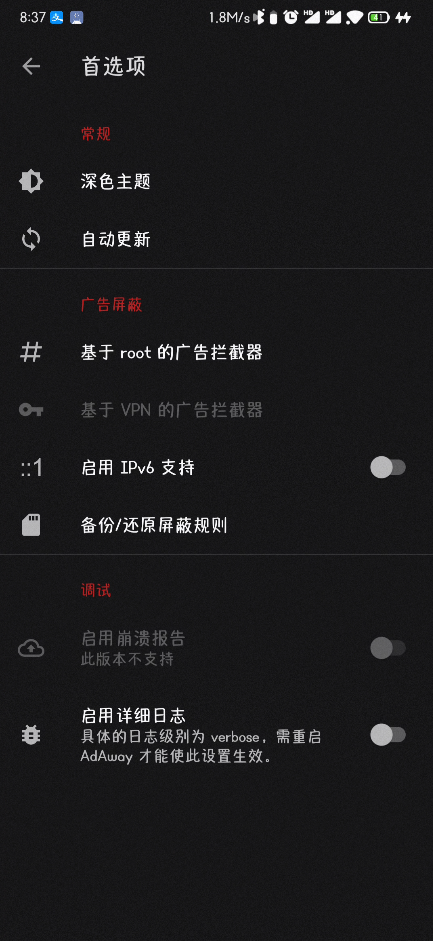 8:37
1.8M/s
HD
HD
41
首选项
常规
深色主题
自动更新
广告屏蔽
基于 root 的广告拦截器
基于 VPN 的广告拦截器
::1 启用 IPv6 支持
备份/还原屏蔽规则
调试
启用崩溃报告
此版本不支持
启用详细日志
具体的日志级别为 verbose，需重启
AdAway 才能使此设置生效。